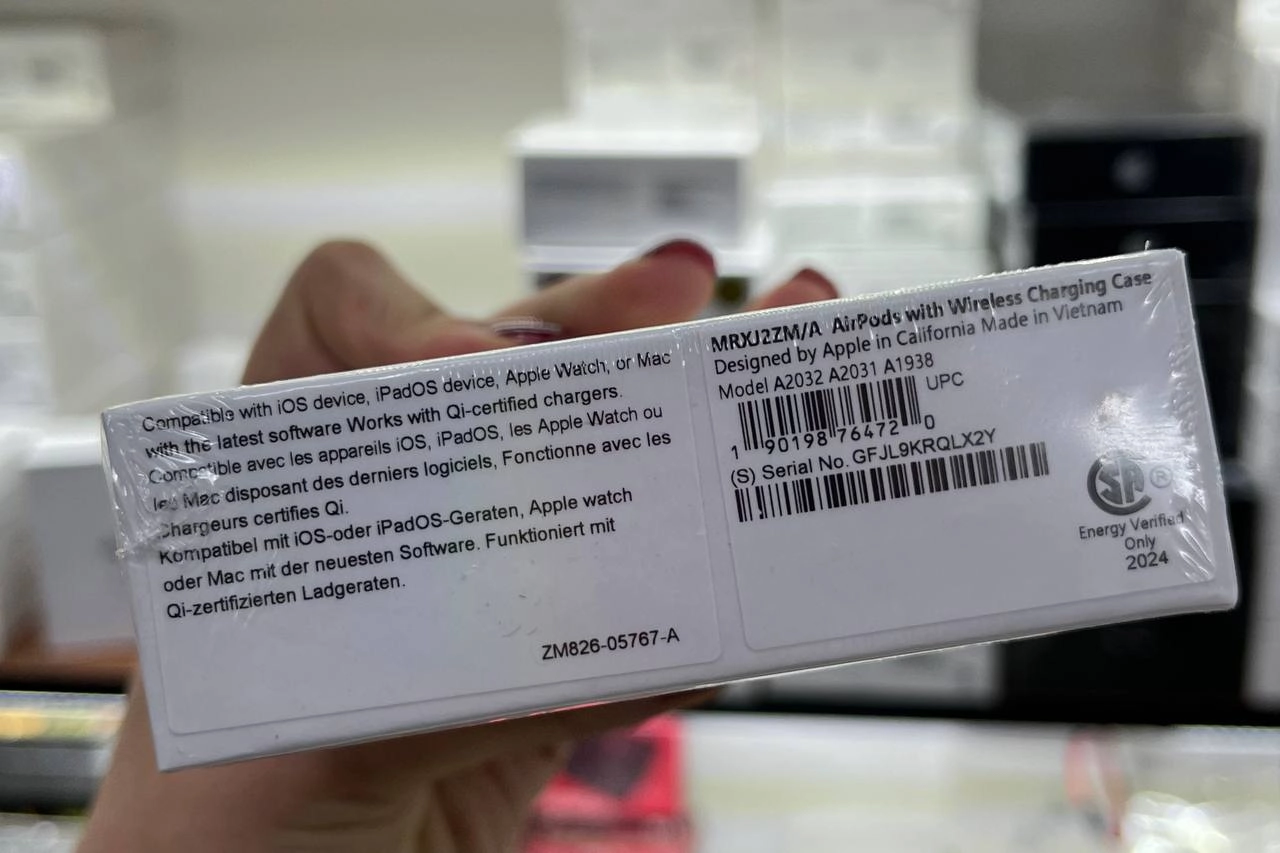 Compatible with iOS device, iPadOS device, Apple Watch, or Mac
with the latest software Works with Qi-certified chargers.
Compatible avec les appareils iOS, iPadOS, les Apple Watch ou
les Mac disposant des derniers logiciels, Fonctionne avec les
Chargeurs certifies Qi.
Kompatibel mit iOS-oder iPadOS-Geraten, Apple watch
oder Mac mit der neuesten Software. Funktioniert mit
Qi-zertifizierten Ladgeraten.
ZM826-05767-A
MRXJ2ZM/A AirPods with Wireless Charging Case
Designed by Apple in California Made in Vietnam
Model A2032 A2031 A1938
UPC
1 90198 76472 0
(S) Serial No. GFJL9KRQLX2Y
SA ®
Energy Verified
Only
2024